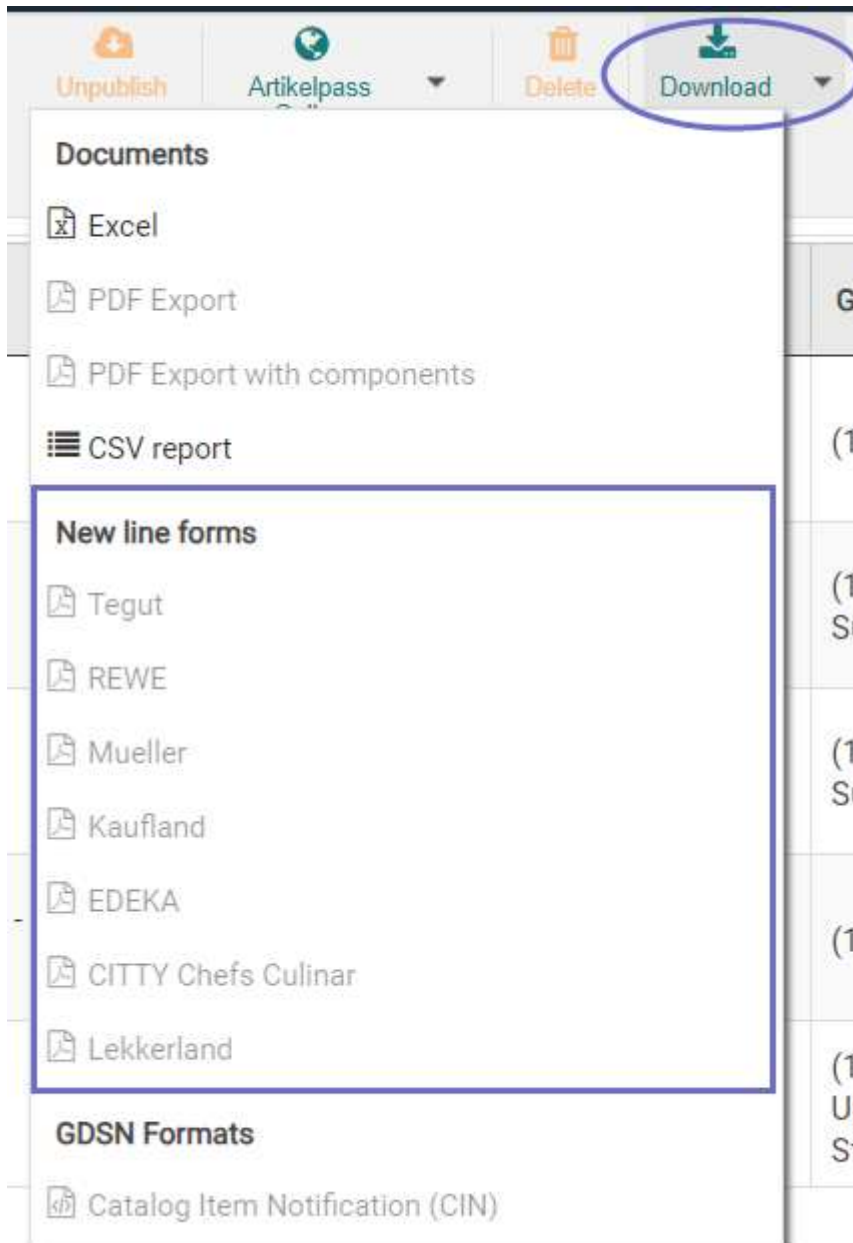 Unpublish
Artikelpass
Delete
Download
Documents
Excel
PDF Export
PDF Export with components
CSV report
New line forms
Tegut
REWE
Mueller
Kaufland
EDEKA
CITTY Chefs Culinar
Lekkerland
GDSN Formats
Catalog Item Notification (CIN)